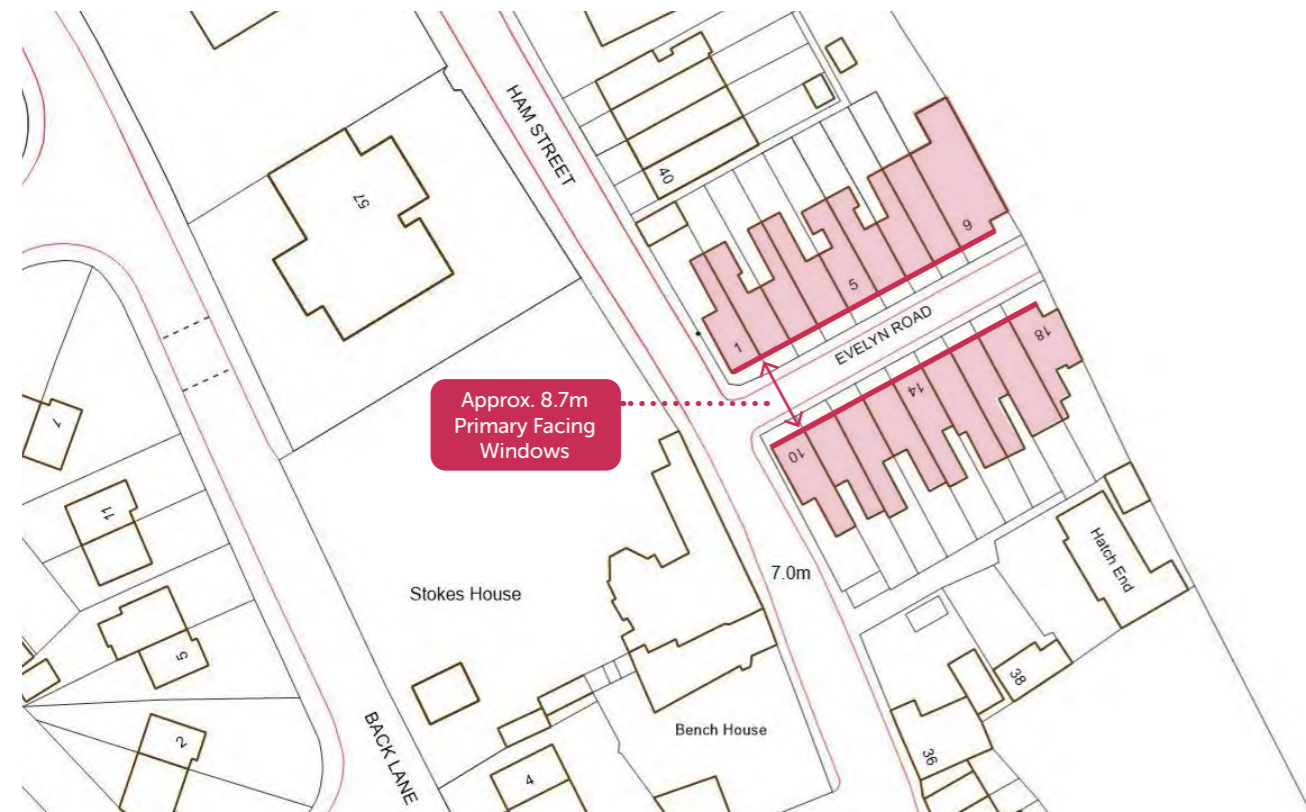 HAM STREET
57
40
9
5
1
EVELYN ROAD
18
14
10
Approx. 8.7m
Primary Facing
Windows
7
11
7.0m
Hatch End
Stokes House
5
38
Bench House
36
2
BACK LANE
4